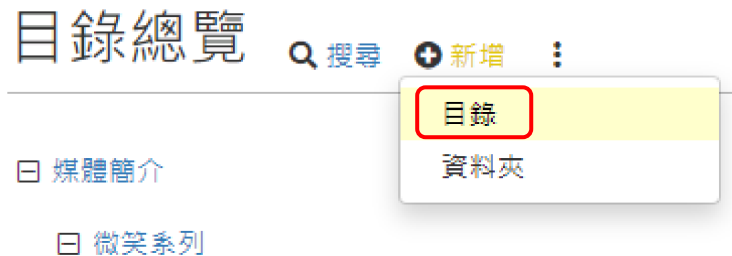 目錄總覽 搜尋 新增
目錄
資料夾
媒體簡介
微笑系列